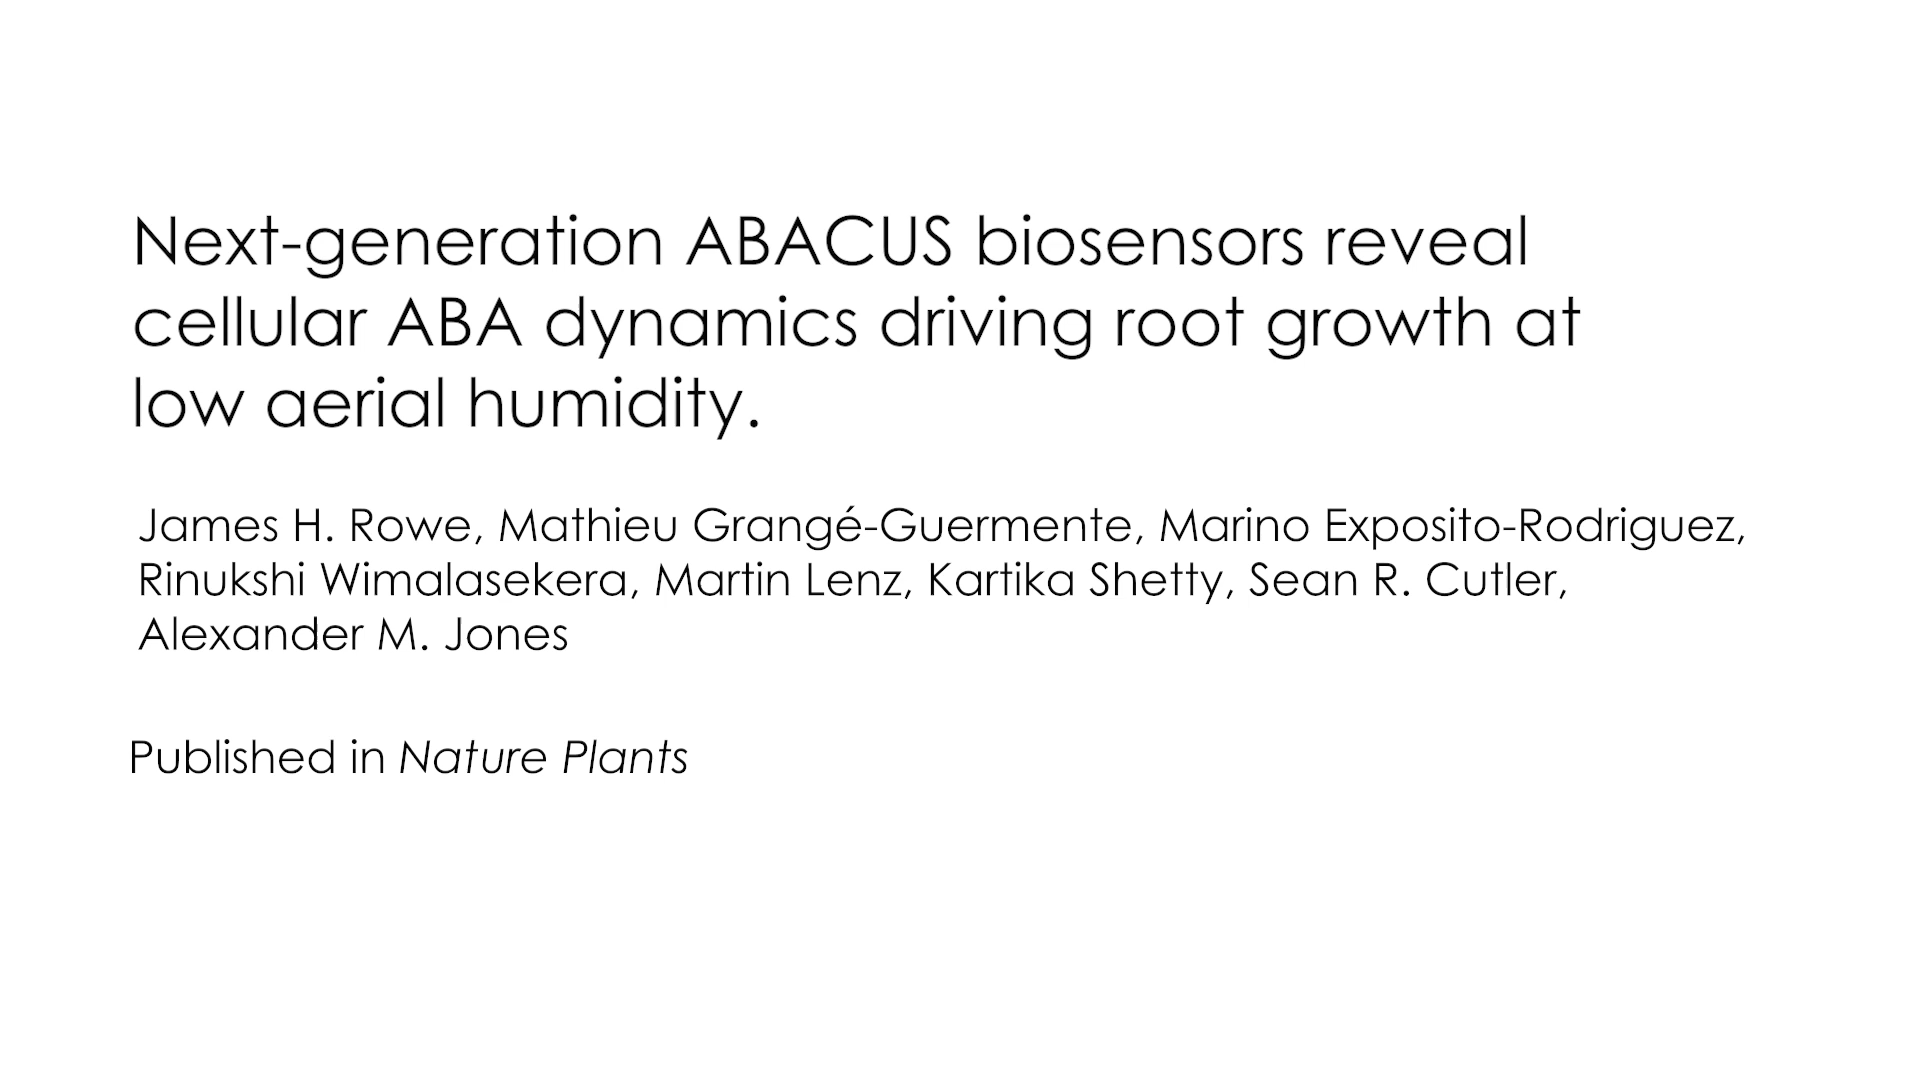 Next-generation ABACUS biosensors reveal
cellular ABA dynamics driving root growth at
low aerial humidity.
James H. Rowe, Mathieu Grangé-Guermente, Marino Exposito-Rodriguez,
Rinukshi Wimalasekera, Martin Lenz, Kartika Shetty, Sean R. Cutler,
Alexander M. Jones
Published in Nature Plants